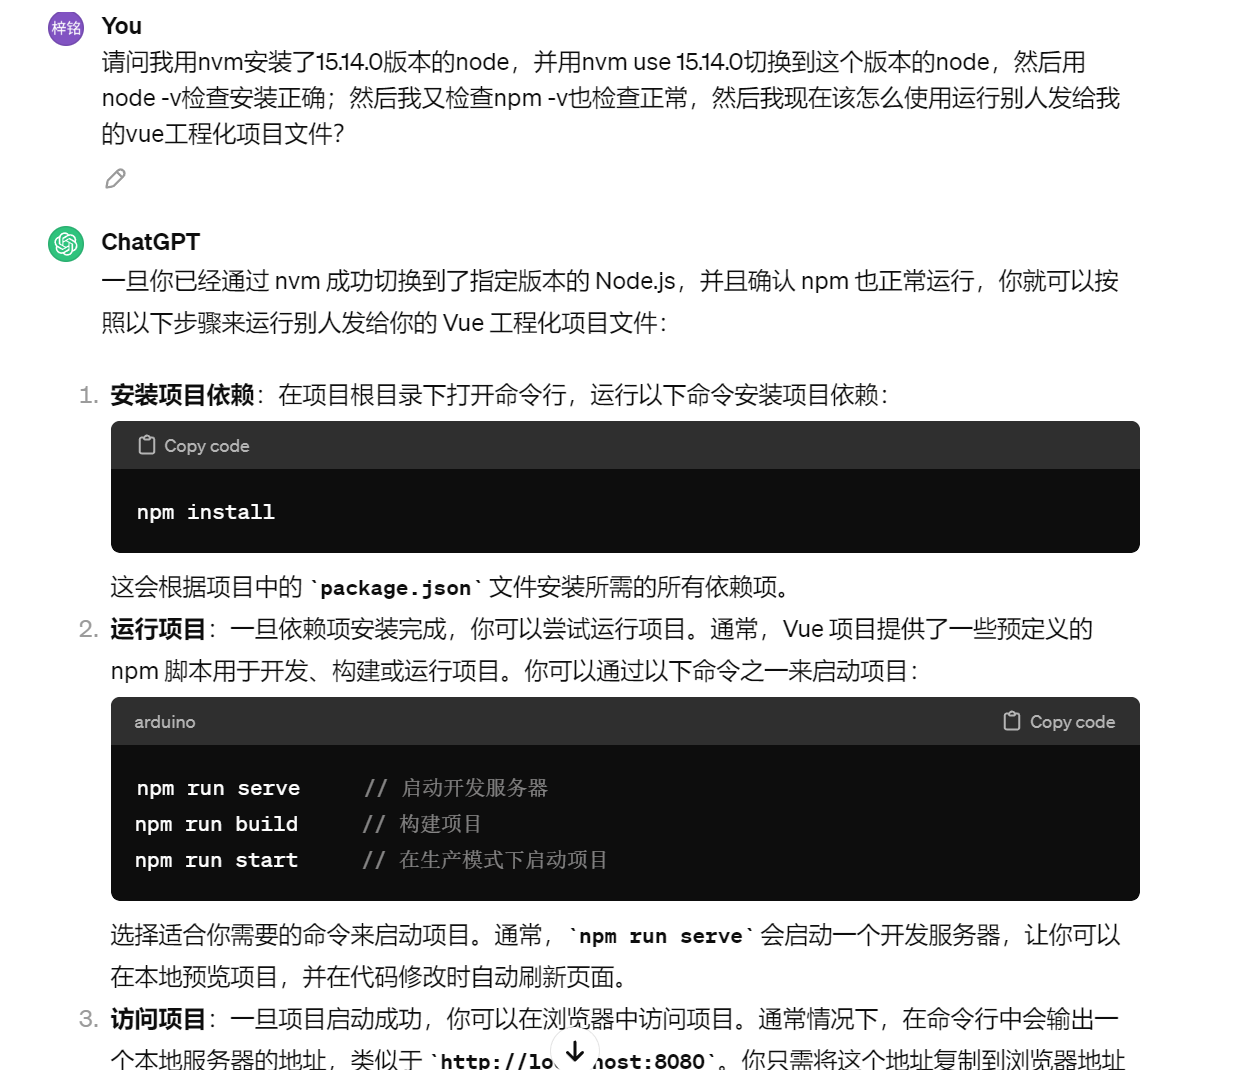 梓铭
You
请问我用nvm安装了15.14.0版本的node，并用nvm use 15.14.0切换到这个版本的node，然后用
node -v检查安装正确；然后我又检查npm -v也检查正常，然后我现在该怎么使用运行别人发给我
的vue工程化项目文件？
ChatGPT
一旦你已经通过 nvm 成功切换到了指定版本的 Node.js，并且确认 npm 也正常运行，你就可以按
照以下步骤来运行别人发给你的 Vue 工程化项目文件：
1. 安装项目依赖：在项目根目录下打开命令行，运行以下命令安装项目依赖：
Copy code
npm install
这会根据项目中的 `package.json` 文件安装所需的所有依赖项。
2. 运行项目：一旦依赖项安装完成，你可以尝试运行项目。通常，Vue 项目提供了一些预定义的
npm 脚本用于开发、构建或运行项目。你可以通过以下命令之一来启动项目：
arduino Copy code
npm run serve // 启动开发服务器
npm run build // 构建项目
npm run start // 在生产模式下启动项目
选择适合你需要的命令来启动项目。通常，`npm run serve` 会启动一个开发服务器，让你可以
在本地预览项目，并在代码修改时自动刷新页面。
3. 访问项目：一旦项目启动成功，你可以在浏览器中访问项目。通常情况下，在命令行中会输出一
个本地服务器的地址，类似于 `http://lo host:8080`。你只需将这个地址复制到浏览器地址